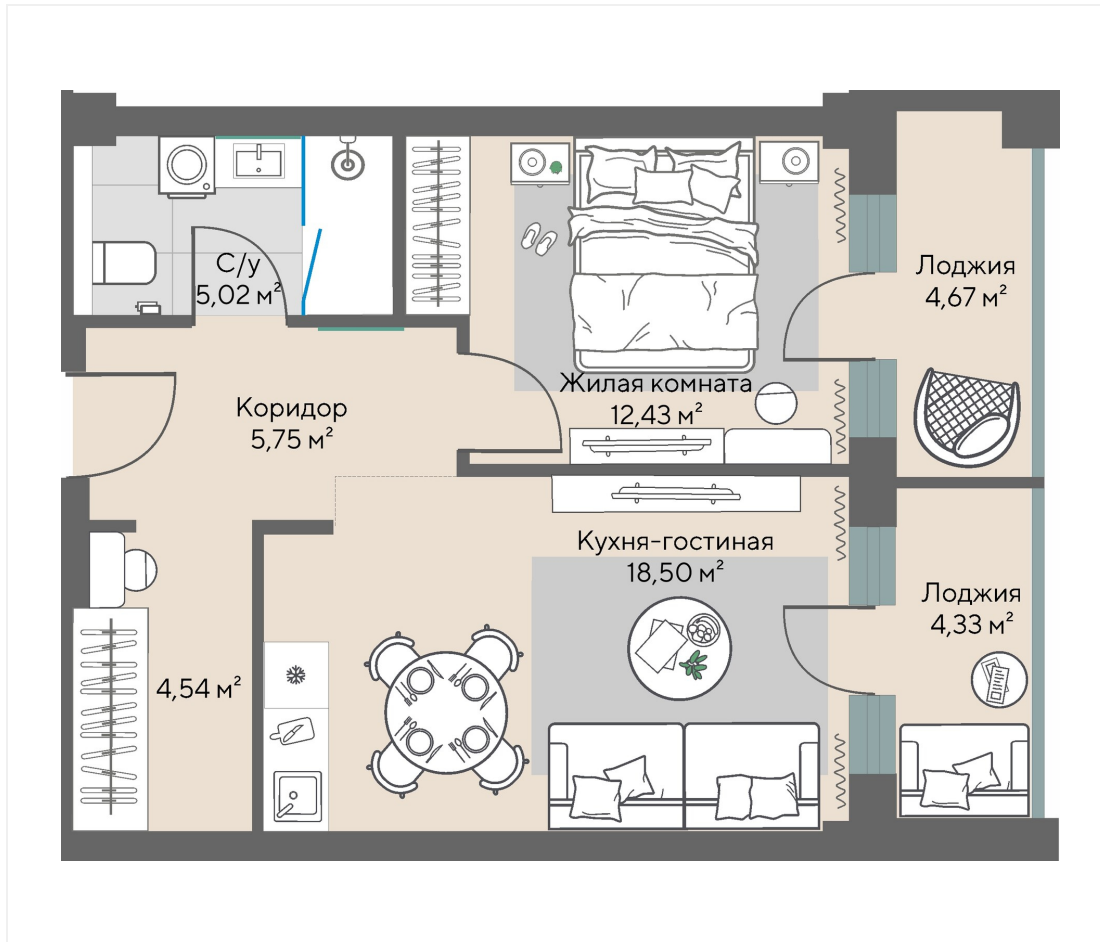 С/у
5,02 м²
Лоджия
4,67 м²
Жилая комната
12,43 м²
Коридор
5,75 м²
Кухня-гостиная
18,50 м²
Лоджия
4,33 м²
4,54 м²